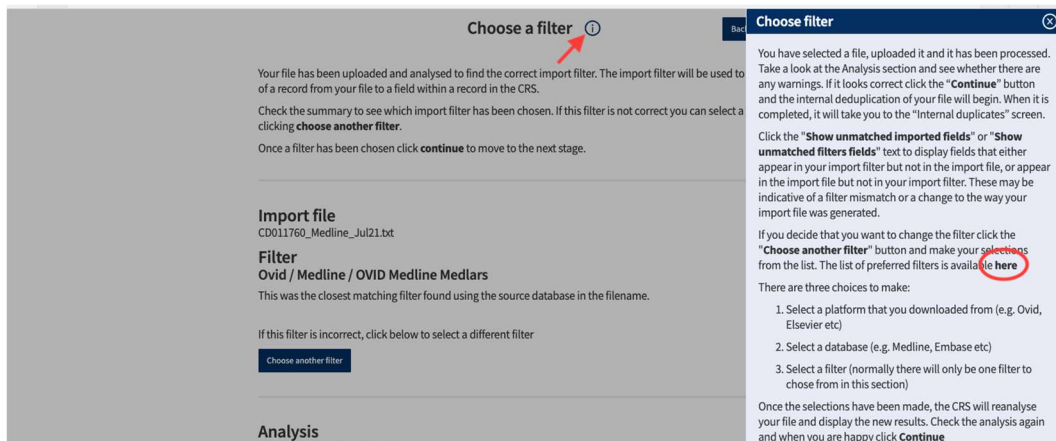 Choose a filter
Back
Your file has been uploaded and analysed to find the correct import filter. The import filter will be used to
of a record from your file to a field within a record in the CRS.
Check the summary to see which import filter has been chosen. If this filter is not correct you can select a
clicking choose another filter.
Once a filter has been chosen click continue to move to the next stage.
Import file
CD011760_Medline_Jul21.txt
Filter
Ovid / Medline / OVID Medline Medlars
This was the closest matching filter found using the source database in the filename.
If this filter is incorrect, click below to select a different filter
Choose another filter
Analysis
Choose filter
You have selected a file, uploaded it and it has been processed.
Take a look at the Analysis section and see whether there are
any warnings. If it looks correct click the “Continue” button
and the internal deduplication of your file will begin. When it is
completed, it will take you to the “Internal duplicates” screen.
Click the "Show unmatched imported fields" or "Show
unmatched filters fields" text to display fields that either
appear in your import filter but not in the import file, or appear
in the import file but not in your import filter. These may be
indicative of a filter mismatch or a change to the way your
import file was generated.
If you decide that you want to change the filter click the
"Choose another filter" button and make your selections
from the list. The list of preferred filters is available here
There are three choices to make:
1. Select a platform that you downloaded from (e.g. Ovid,
Elsevier etc)
2. Select a database (e.g. Medline, Embase etc)
3. Select a filter (normally there will only be one filter to
chose from in this section)
Once the selections have been made, the CRS will reanalyse
your file and display the new results. Check the analysis again
and when you are happy click Continue